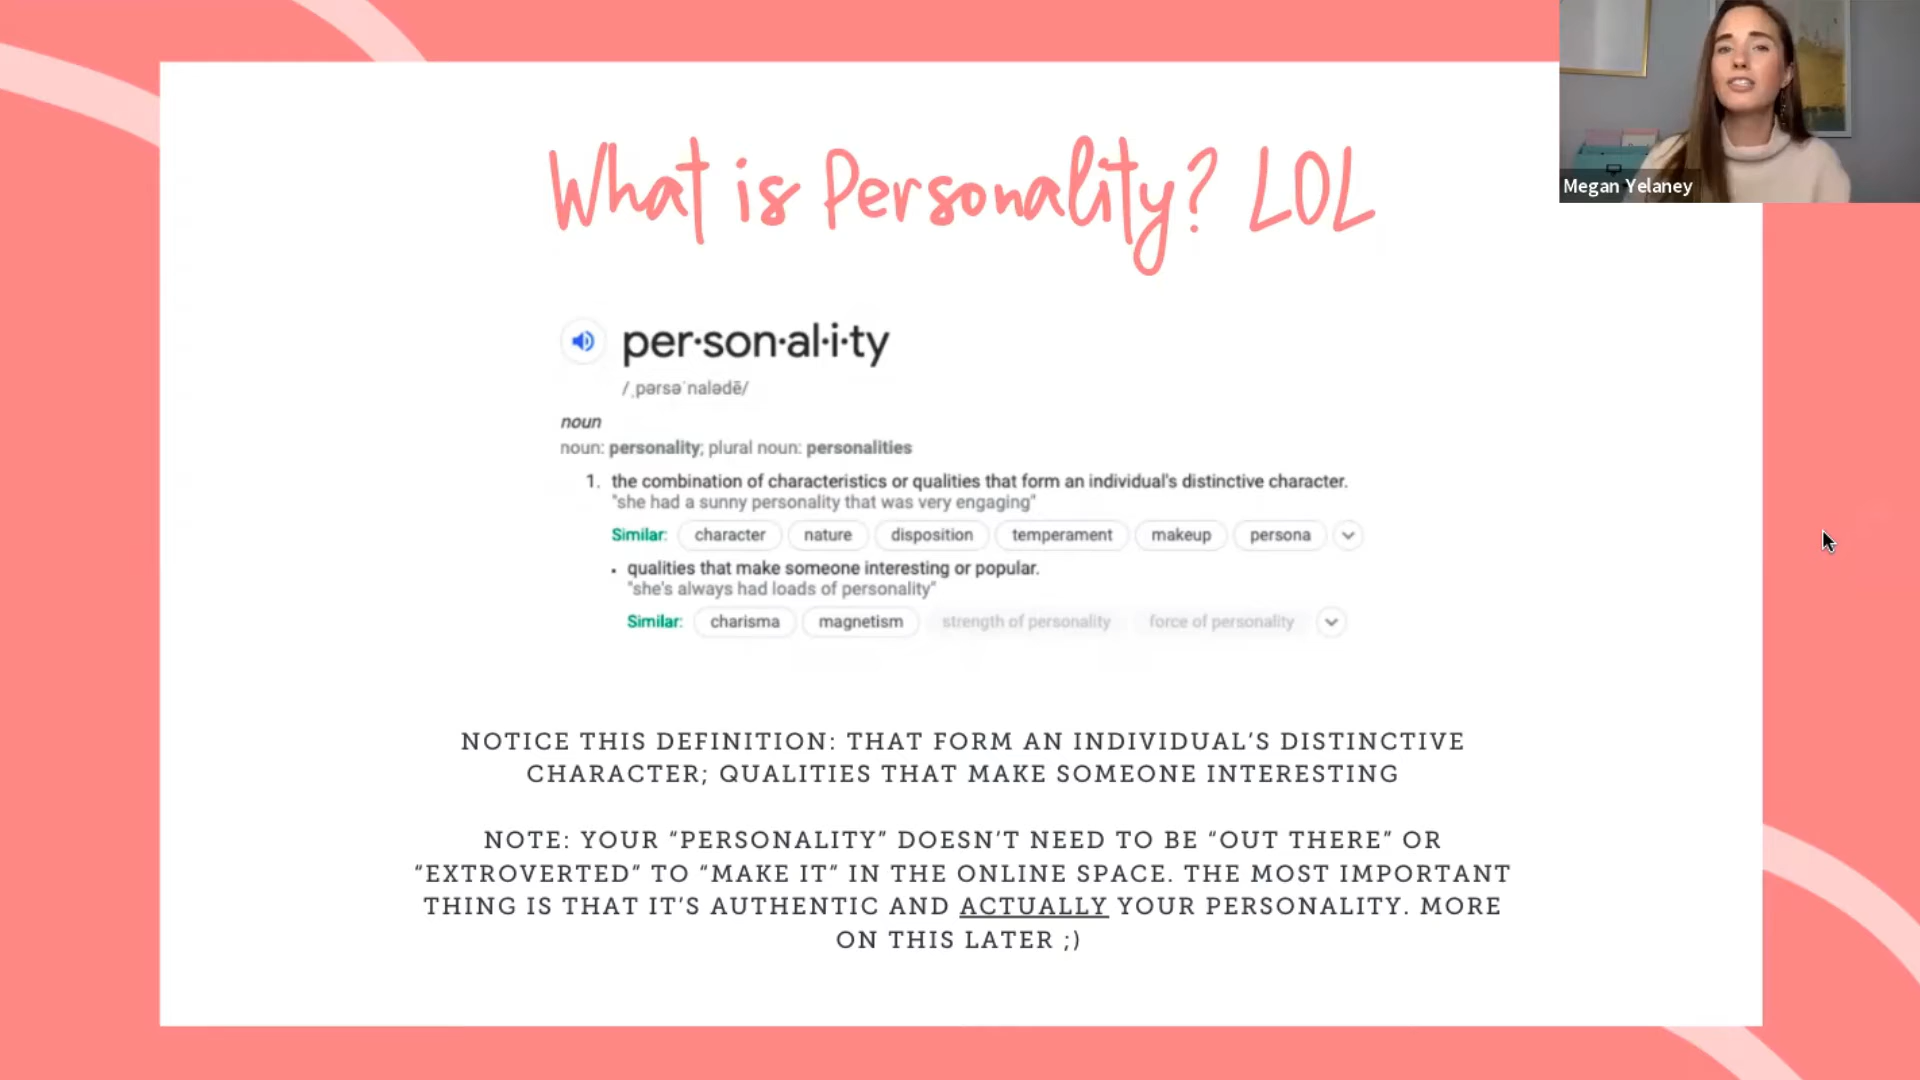 What is Personality? LOL
Megan Yelaney
per·son·al·i·ty
/ˌpərsəˈnalədē/
noun
noun: personality; plural noun: personalities
1. the combination of characteristics or qualities that form an individual's distinctive character.
"she had a sunny personality that was very engaging"
Similar: character nature disposition temperament makeup persona
• qualities that make someone interesting or popular.
"she's always had loads of personality"
Similar: charisma magnetism strength of personality force of personality
NOTICE THIS DEFINITION: THAT FORM AN INDIVIDUAL’S DISTINCTIVE
CHARACTER; QUALITIES THAT MAKE SOMEONE INTERESTING
NOTE: YOUR “PERSONALITY” DOESN’T NEED TO BE “OUT THERE” OR
“EXTROVERTED” TO “MAKE IT” IN THE ONLINE SPACE. THE MOST IMPORTANT
THING IS THAT IT’S AUTHENTIC AND ACTUALLY YOUR PERSONALITY. MORE
ON THIS LATER ;)